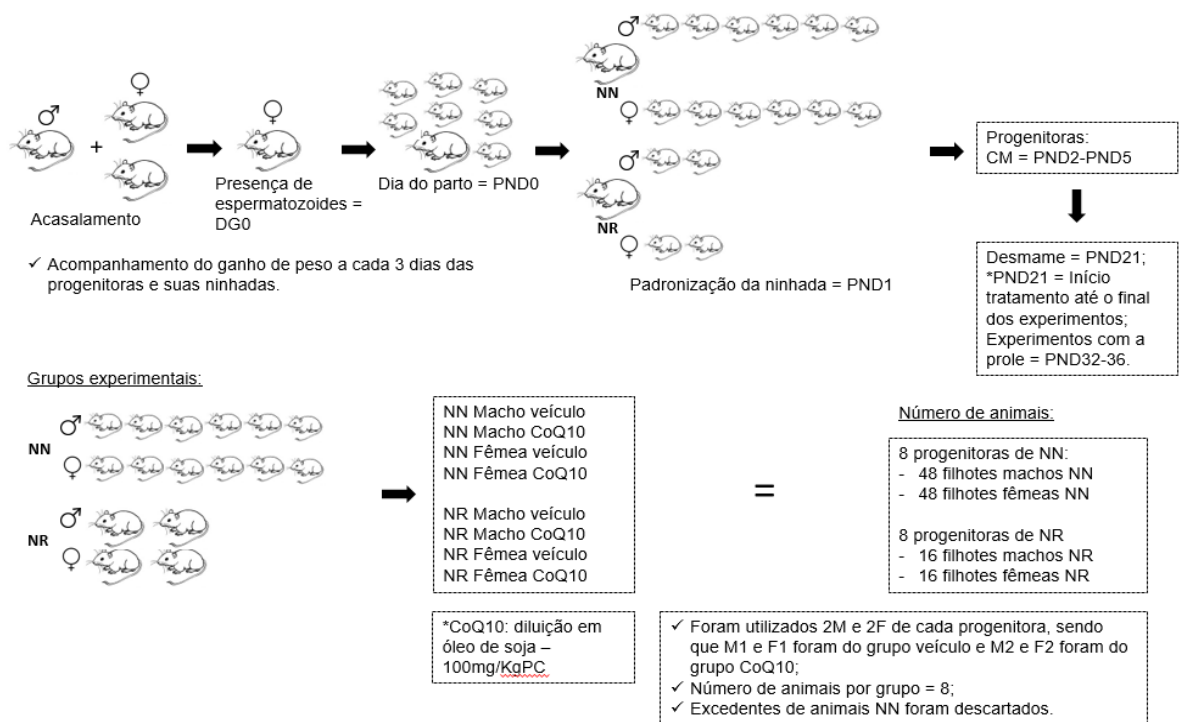 ♂
♀
+
Acasalamento
♀
Presença de
espermatozoides =
DG0
Dia do parto = PND0
♂
NN
♀
♂
NR
♀
Padronização da ninhada = PND1
Progenitoras:
CM = PND2-PND5
✓ Acompanhamento do ganho de peso a cada 3 dias das
progenitoras e suas ninhadas.
Desmame = PND21;
*PND21 = Início
tratamento até o final
dos experimentos;
Experimentos com a
prole = PND32-36.
Grupos experimentais:
♂
NN
♀
♂
NR
♀
NN Macho veículo
NN Macho CoQ10
NN Fêmea veículo
NN Fêmea CoQ10
NR Macho veículo
NR Macho CoQ10
NR Fêmea veículo
NR Fêmea CoQ10
=
Número de animais:
8 progenitoras de NN:
- 48 filhotes machos NN
- 48 filhotes fêmeas NN
8 progenitoras de NR
- 16 filhotes machos NR
- 16 filhotes fêmeas NR
*CoQ10: diluição em
óleo de soja –
100mg/KgPC
✓ Foram utilizados 2M e 2F de cada progenitora, sendo
que M1 e F1 foram do grupo veículo e M2 e F2 foram do
grupo CoQ10;
✓ Número de animais por grupo = 8;
✓ Excedentes de animais NN foram descartados.